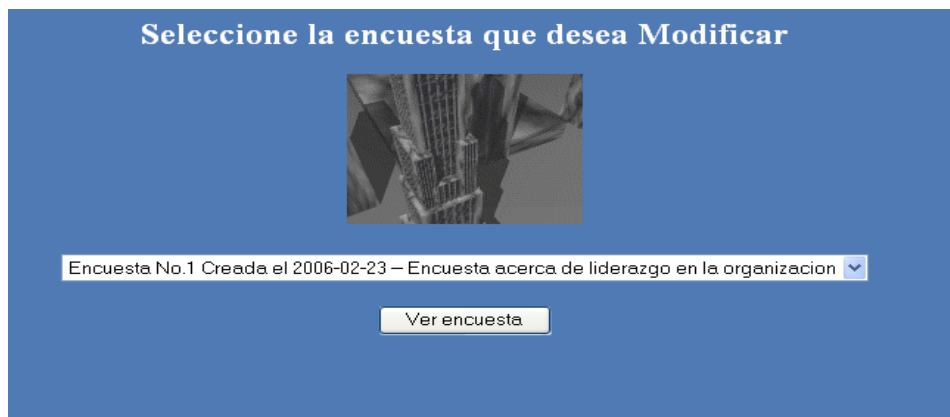 Seleccione la encuesta que desea Modificar
Encuesta No.1 Creada el 2006-02-23 – Encuesta acerca de liderazgo en la organizacion
Ver encuesta